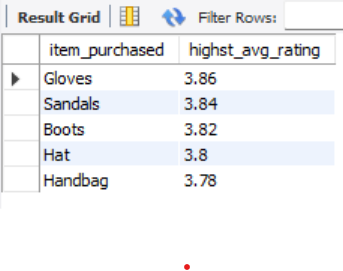 Result Grid Filter Rows:
item_purchased highst_avg_rating
Gloves 3.86
Sandals 3.84
Boots 3.82
Hat 3.8
Handbag 3.78